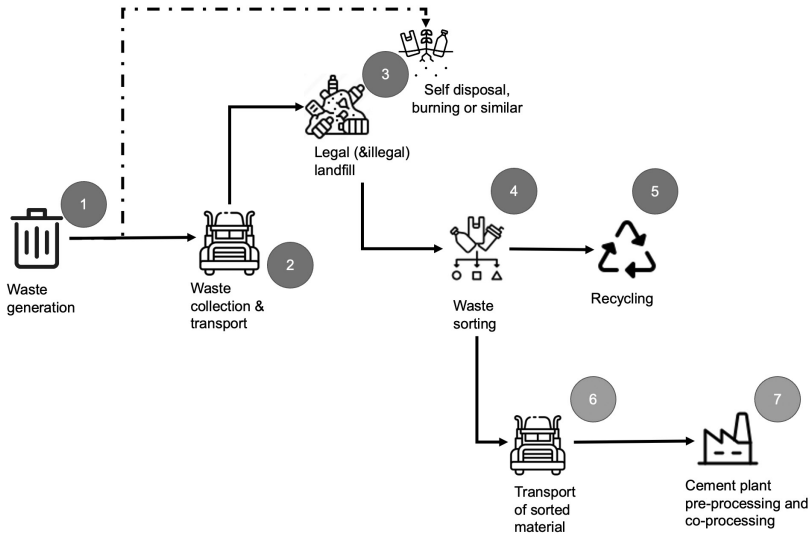 1
Waste
generation
2
Waste
collection &
transport
3
Legal (&illegal)
landfill
Self disposal,
burning or similar
4
Waste
sorting
5
Recycling
6
Transport
of sorted
material
7
Cement plant
pre-processing and
co-processing